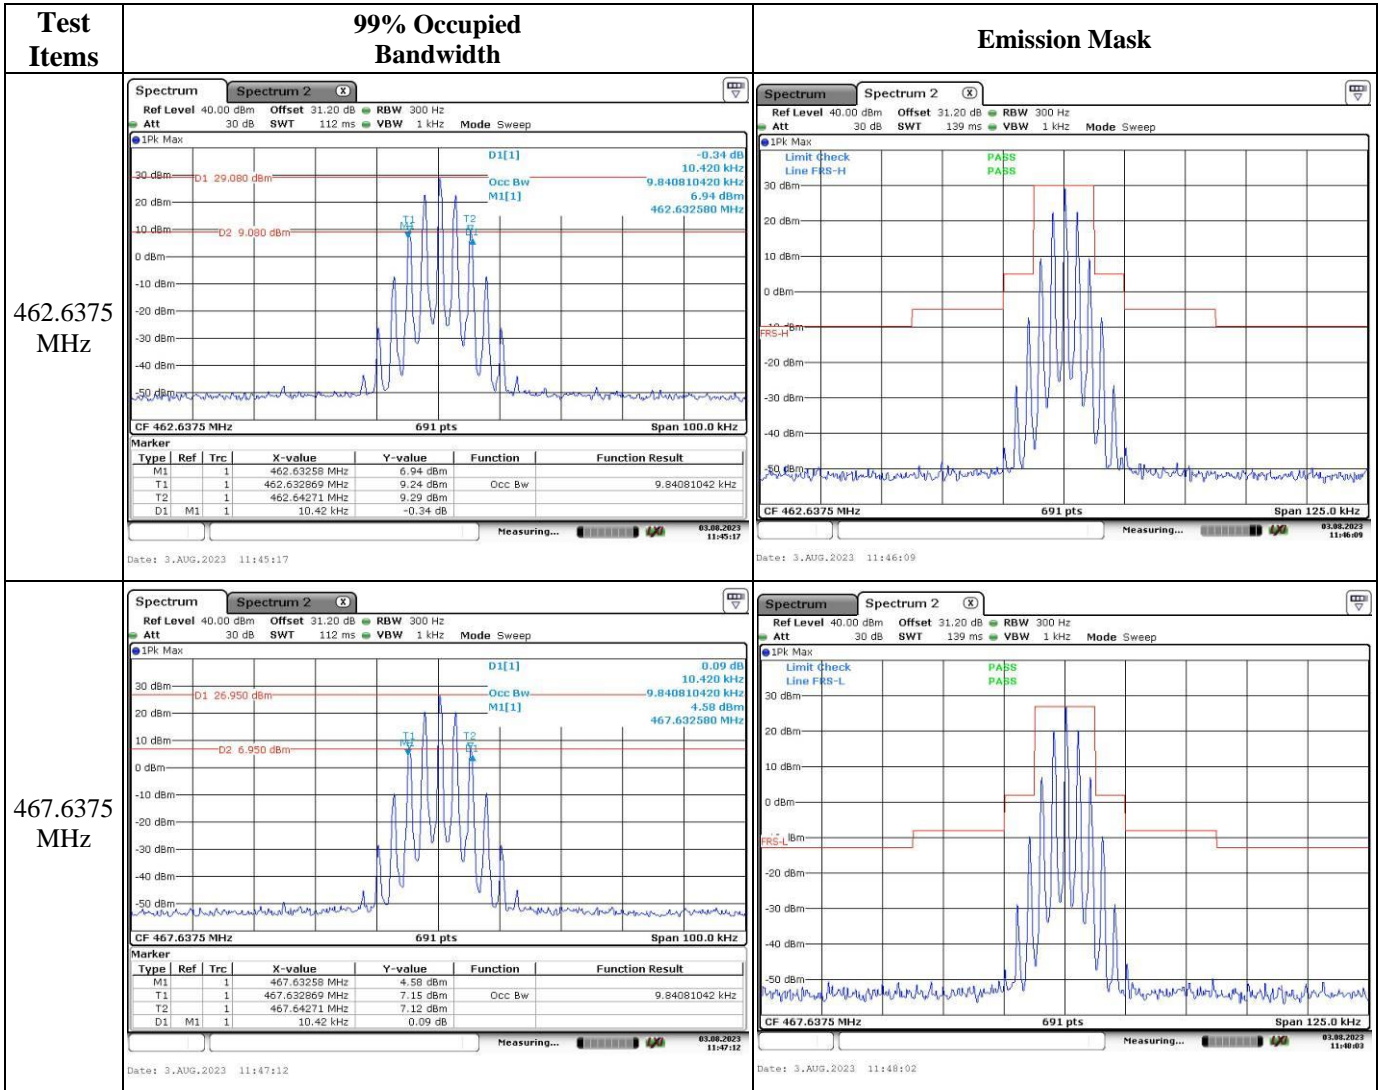 Test Items
99% Occupied Bandwidth
Emission Mask
462.6375 MHz
Spectrum
Spectrum 2
Ref Level 40.00 dBm Offset 31.20 dB RBW 300 Hz
Att 30 dB SWT 112 ms VBW 1 kHz Mode Sweep
1Pk Max
D1[1] -0.34 dB
10.420 kHz
Occ Bw 9.840810420 kHz
M1[1] 6.94 dBm
462.632580 MHz
30 dBm
D1 29.080 dBm
20 dBm
T1
T2
M1
D1
10 dBm
D2 9.080 dBm
0 dBm
-10 dBm
-20 dBm
-30 dBm
-40 dBm
-50 dBm
CF 462.6375 MHz 691 pts Span 100.0 kHz
Marker
Type Ref Trc X-value Y-value Function Function Result
M1 1 462.63258 MHz 6.94 dBm
T1 1 462.632869 MHz 9.24 dBm Occ Bw 9.84081042 kHz
T2 1 462.64271 MHz 9.29 dBm
D1 M1 1 10.42 kHz -0.34 dB
Measuring... 03.08.2023
11:45:17
Date: 3.AUG.2023 11:45:17
Spectrum
Spectrum 2
Ref Level 40.00 dBm Offset 31.20 dB RBW 300 Hz
Att 30 dB SWT 139 ms VBW 1 kHz Mode Sweep
1Pk Max
Limit Check PASS
Line FRS-H PASS
30 dBm
20 dBm
10 dBm
0 dBm
-10 dBm
FRS-H
-20 dBm
-30 dBm
-40 dBm
-50 dBm
CF 462.6375 MHz 691 pts Span 125.0 kHz
Measuring... 03.08.2023
11:46:09
Date: 3.AUG.2023 11:46:09
467.6375 MHz
Spectrum
Spectrum 2
Ref Level 40.00 dBm Offset 31.20 dB RBW 300 Hz
Att 30 dB SWT 112 ms VBW 1 kHz Mode Sweep
1Pk Max
D1[1] 0.09 dB
10.420 kHz
Occ Bw 9.840810420 kHz
M1[1] 4.58 dBm
467.632580 MHz
30 dBm
D1 26.950 dBm
20 dBm
T1
T2
M1
D1
10 dBm
D2 6.950 dBm
0 dBm
-10 dBm
-20 dBm
-30 dBm
-40 dBm
-50 dBm
CF 467.6375 MHz 691 pts Span 100.0 kHz
Marker
Type Ref Trc X-value Y-value Function Function Result
M1 1 467.63258 MHz 4.58 dBm
T1 1 467.632869 MHz 7.15 dBm Occ Bw 9.84081042 kHz
T2 1 467.64271 MHz 7.12 dBm
D1 M1 1 10.42 kHz 0.09 dB
Measuring... 03.08.2023
11:47:12
Date: 3.AUG.2023 11:47:12
Spectrum
Spectrum 2
Ref Level 40.00 dBm Offset 31.20 dB RBW 300 Hz
Att 30 dB SWT 139 ms VBW 1 kHz Mode Sweep
1Pk Max
Limit Check PASS
Line FRS-L PASS
30 dBm
20 dBm
10 dBm
0 dBm
FRS-L
-20 dBm
-30 dBm
-40 dBm
-50 dBm
CF 467.6375 MHz 691 pts Span 125.0 kHz
Measuring... 03.08.2023
11:48:03
Date: 3.AUG.2023 11:48:02